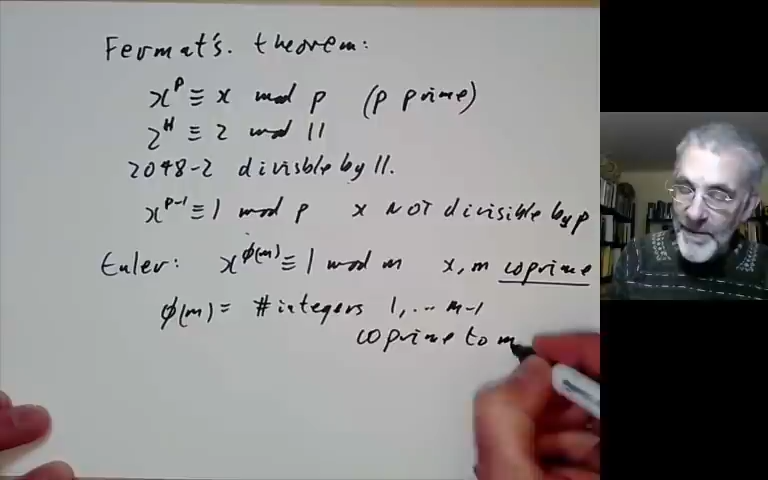 Fermat's. theorem:
x^p ≡ x mod p (p prime)
2^11 ≡ 2 mod 11
2048-2 divisble by 11.
x^{p-1} ≡ 1 mod p x NOT divisible by p
Euler: x^{φ(m)} ≡ 1 mod m x, m coprime
φ(m) = # integers 1, ... m-1
coprime to m